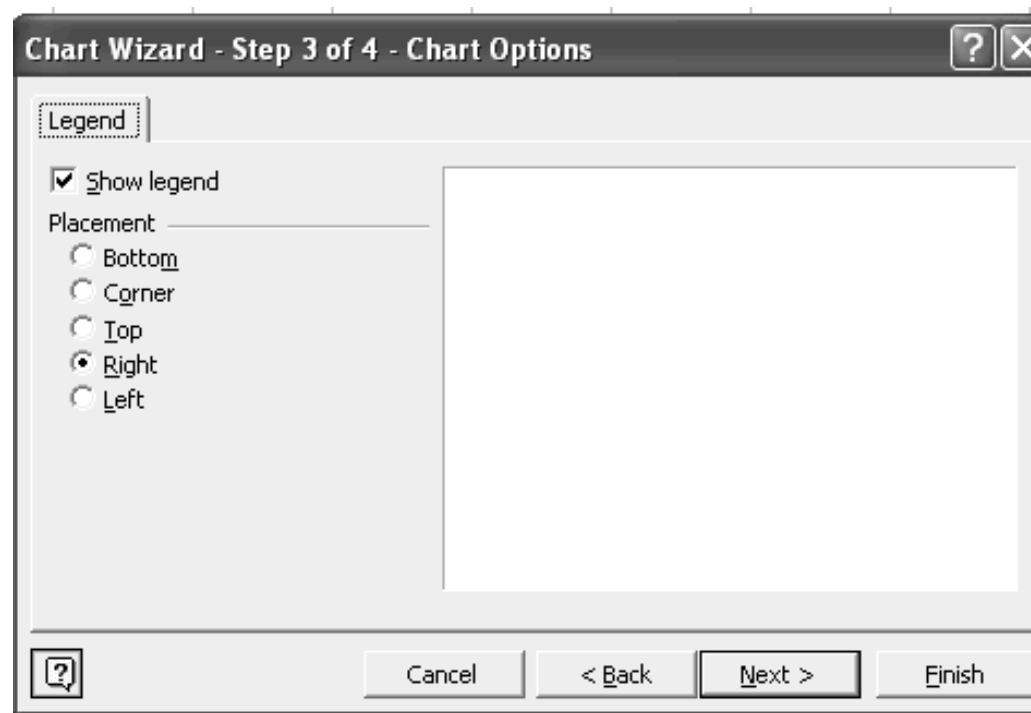 Chart Wizard - Step 3 of 4 - Chart Options
Legend
Show legend
Placement
Bottom
Corner
Top
Right
Left
Cancel < Back Next > Finish